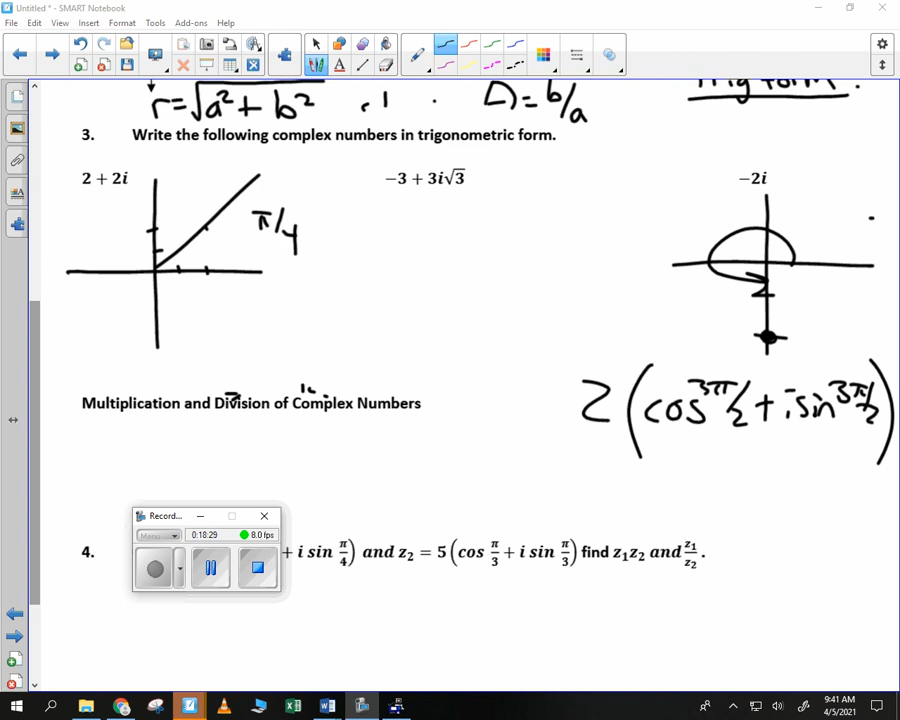 Untitled * - SMART Notebook
File Edit View Insert Format Tools Add-ons Help
r = √a² + b²
△ = b/a
Trig form.
3. Write the following complex numbers in trigonometric form.
2 + 2i
−3 + 3i√3
−2i
π/4
2 (cos 3π/2 + i sin 3π/2)
Multiplication and Division of Complex Numbers
Record...
Menu
0:18:29
8.0 fps
4. + i sin π/4) and z₂ = 5 (cos π/3 + i sin π/3) find z₁z₂ and z₁/z₂.
9:41 AM
4/5/2021